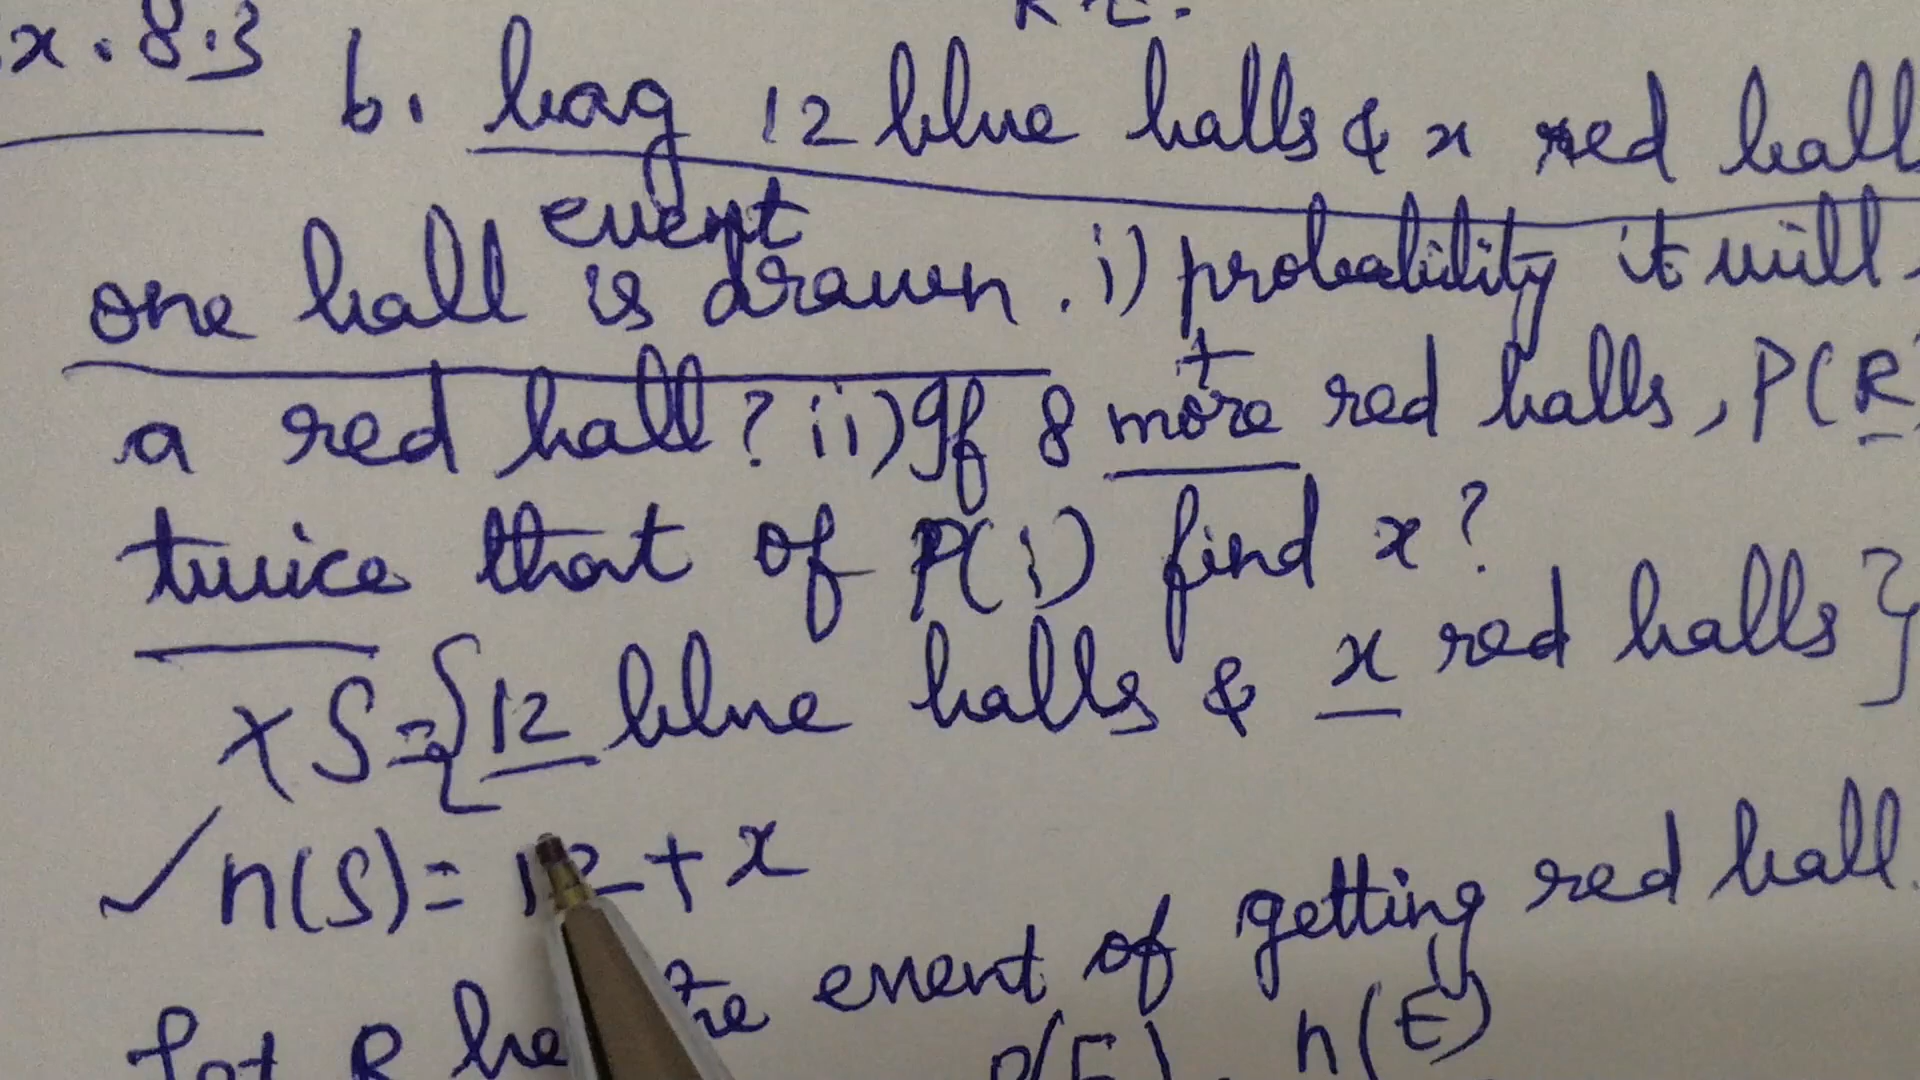 x. 8.3
6. bag 12 blue balls & x red ball
event
one ball is drawn. i) probability it will
+
a red ball? ii) If 8 more red balls, P(R)
twice that of P(i) find x?
x S = { 12 blue balls & x red balls }
✓ n(S) = 12 + x
Let R be the event of getting red ball.
P(E) n(E)